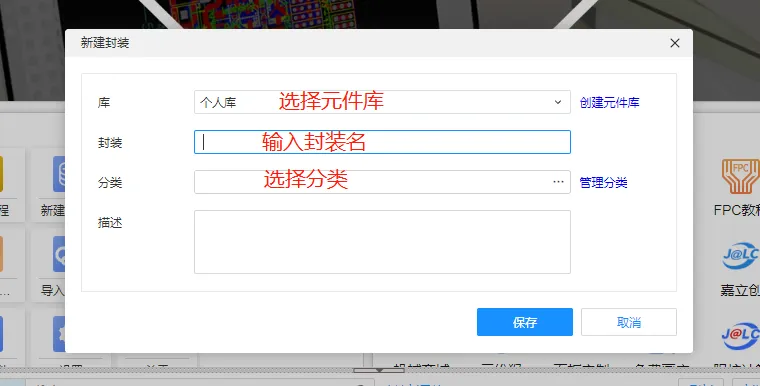 新建封装
库
个人库
选择元件库
创建元件库
封装
输入封装名
分类
选择分类
管理分类
描述
保存
取消
程
新建
FPC
FPC教程
导入
J@LC
嘉立创
J@LC